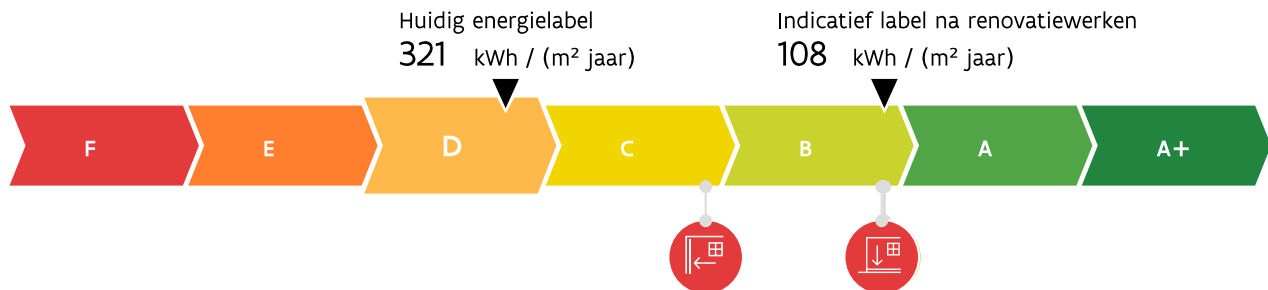 Huidig energielabel
321 kWh / (m² jaar)
Indicatief label na renovatiewerken
108 kWh / (m² jaar)
F E D C B A A+